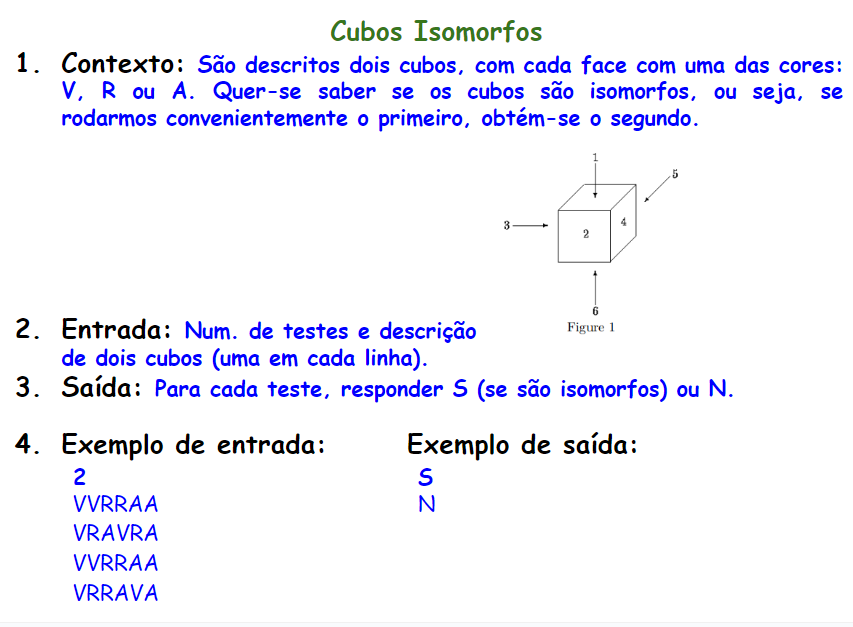 Cubos Isomorfos
1. Contexto: São descritos dois cubos, com cada face com uma das cores:
V, R ou A. Quer-se saber se os cubos são isomorfos, ou seja, se
rodarmos convenientemente o primeiro, obtém-se o segundo.
1
5
3
4
2
6
Figure 1
2. Entrada: Num. de testes e descrição
de dois cubos (uma em cada linha).
3. Saída: Para cada teste, responder S (se são isomorfos) ou N.
4. Exemplo de entrada: Exemplo de saída:
2 S
VVRRAA N
VRAVRA
VVRRAA
VRRAVA